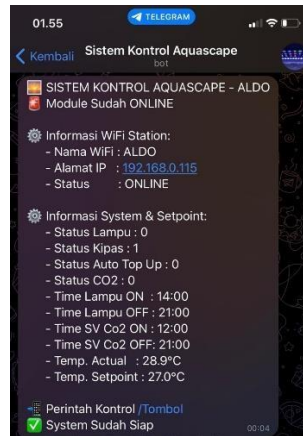 01.55
TELEGRAM
Kembali
Sistem Kontrol Aquascape
bot
SISTEM KONTROL AQUASCAPE - ALDO
Module Sudah ONLINE
Informasi WiFi Station:
- Nama WiFi : ALDO
- Alamat IP : 192.168.0.115
- Status : ONLINE
Informasi System & Setpoint:
- Status Lampu : 0
- Status Kipas : 1
- Status Auto Top Up : 0
- Status CO2 : 0
- Time Lampu ON : 14:00
- Time Lampu OFF : 21:00
- Time SV Co2 ON : 12:00
- Time SV Co2 OFF: 21:00
- Temp. Actual : 28.9°C
- Temp. Setpoint : 27.0°C
Perintah Kontrol /Tombol
System Sudah Siap
00:04